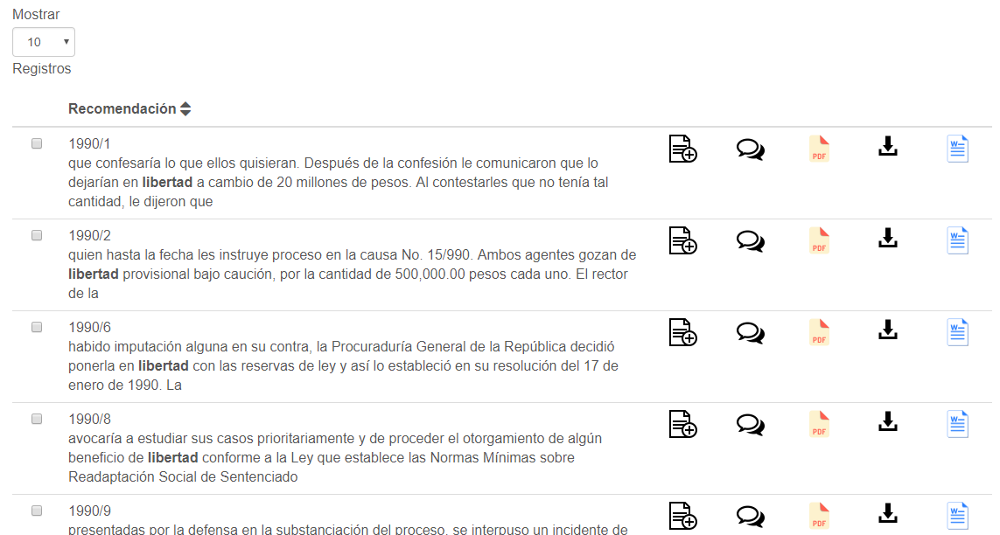 Mostrar
10
Registros
Recomendación
1990/1
que confesaría lo que ellos quisieran. Después de la confesión le comunicaron que lo
dejarían en libertad a cambio de 20 millones de pesos. Al contestarles que no tenía tal
cantidad, le dijeron que
PDF
W
1990/2
quien hasta la fecha les instruye proceso en la causa No. 15/990. Ambos agentes gozan de
libertad provisional bajo caución, por la cantidad de 500,000.00 pesos cada uno. El rector
de la
PDF
W
1990/6
habido imputación alguna en su contra, la Procuraduría General de la República decidió
ponerla en libertad con las reservas de ley y así lo estableció en su resolución del 17 de
enero de 1990. La
PDF
W
1990/8
avocaría a estudiar sus casos prioritariamente y de proceder el otorgamiento de algún
beneficio de libertad conforme a la Ley que establece las Normas Mínimas sobre
Readaptación Social de Sentenciado
PDF
W
1990/9
presentadas por la defensa en la substanciación del proceso, se interpuso un incidente de
PDF
W